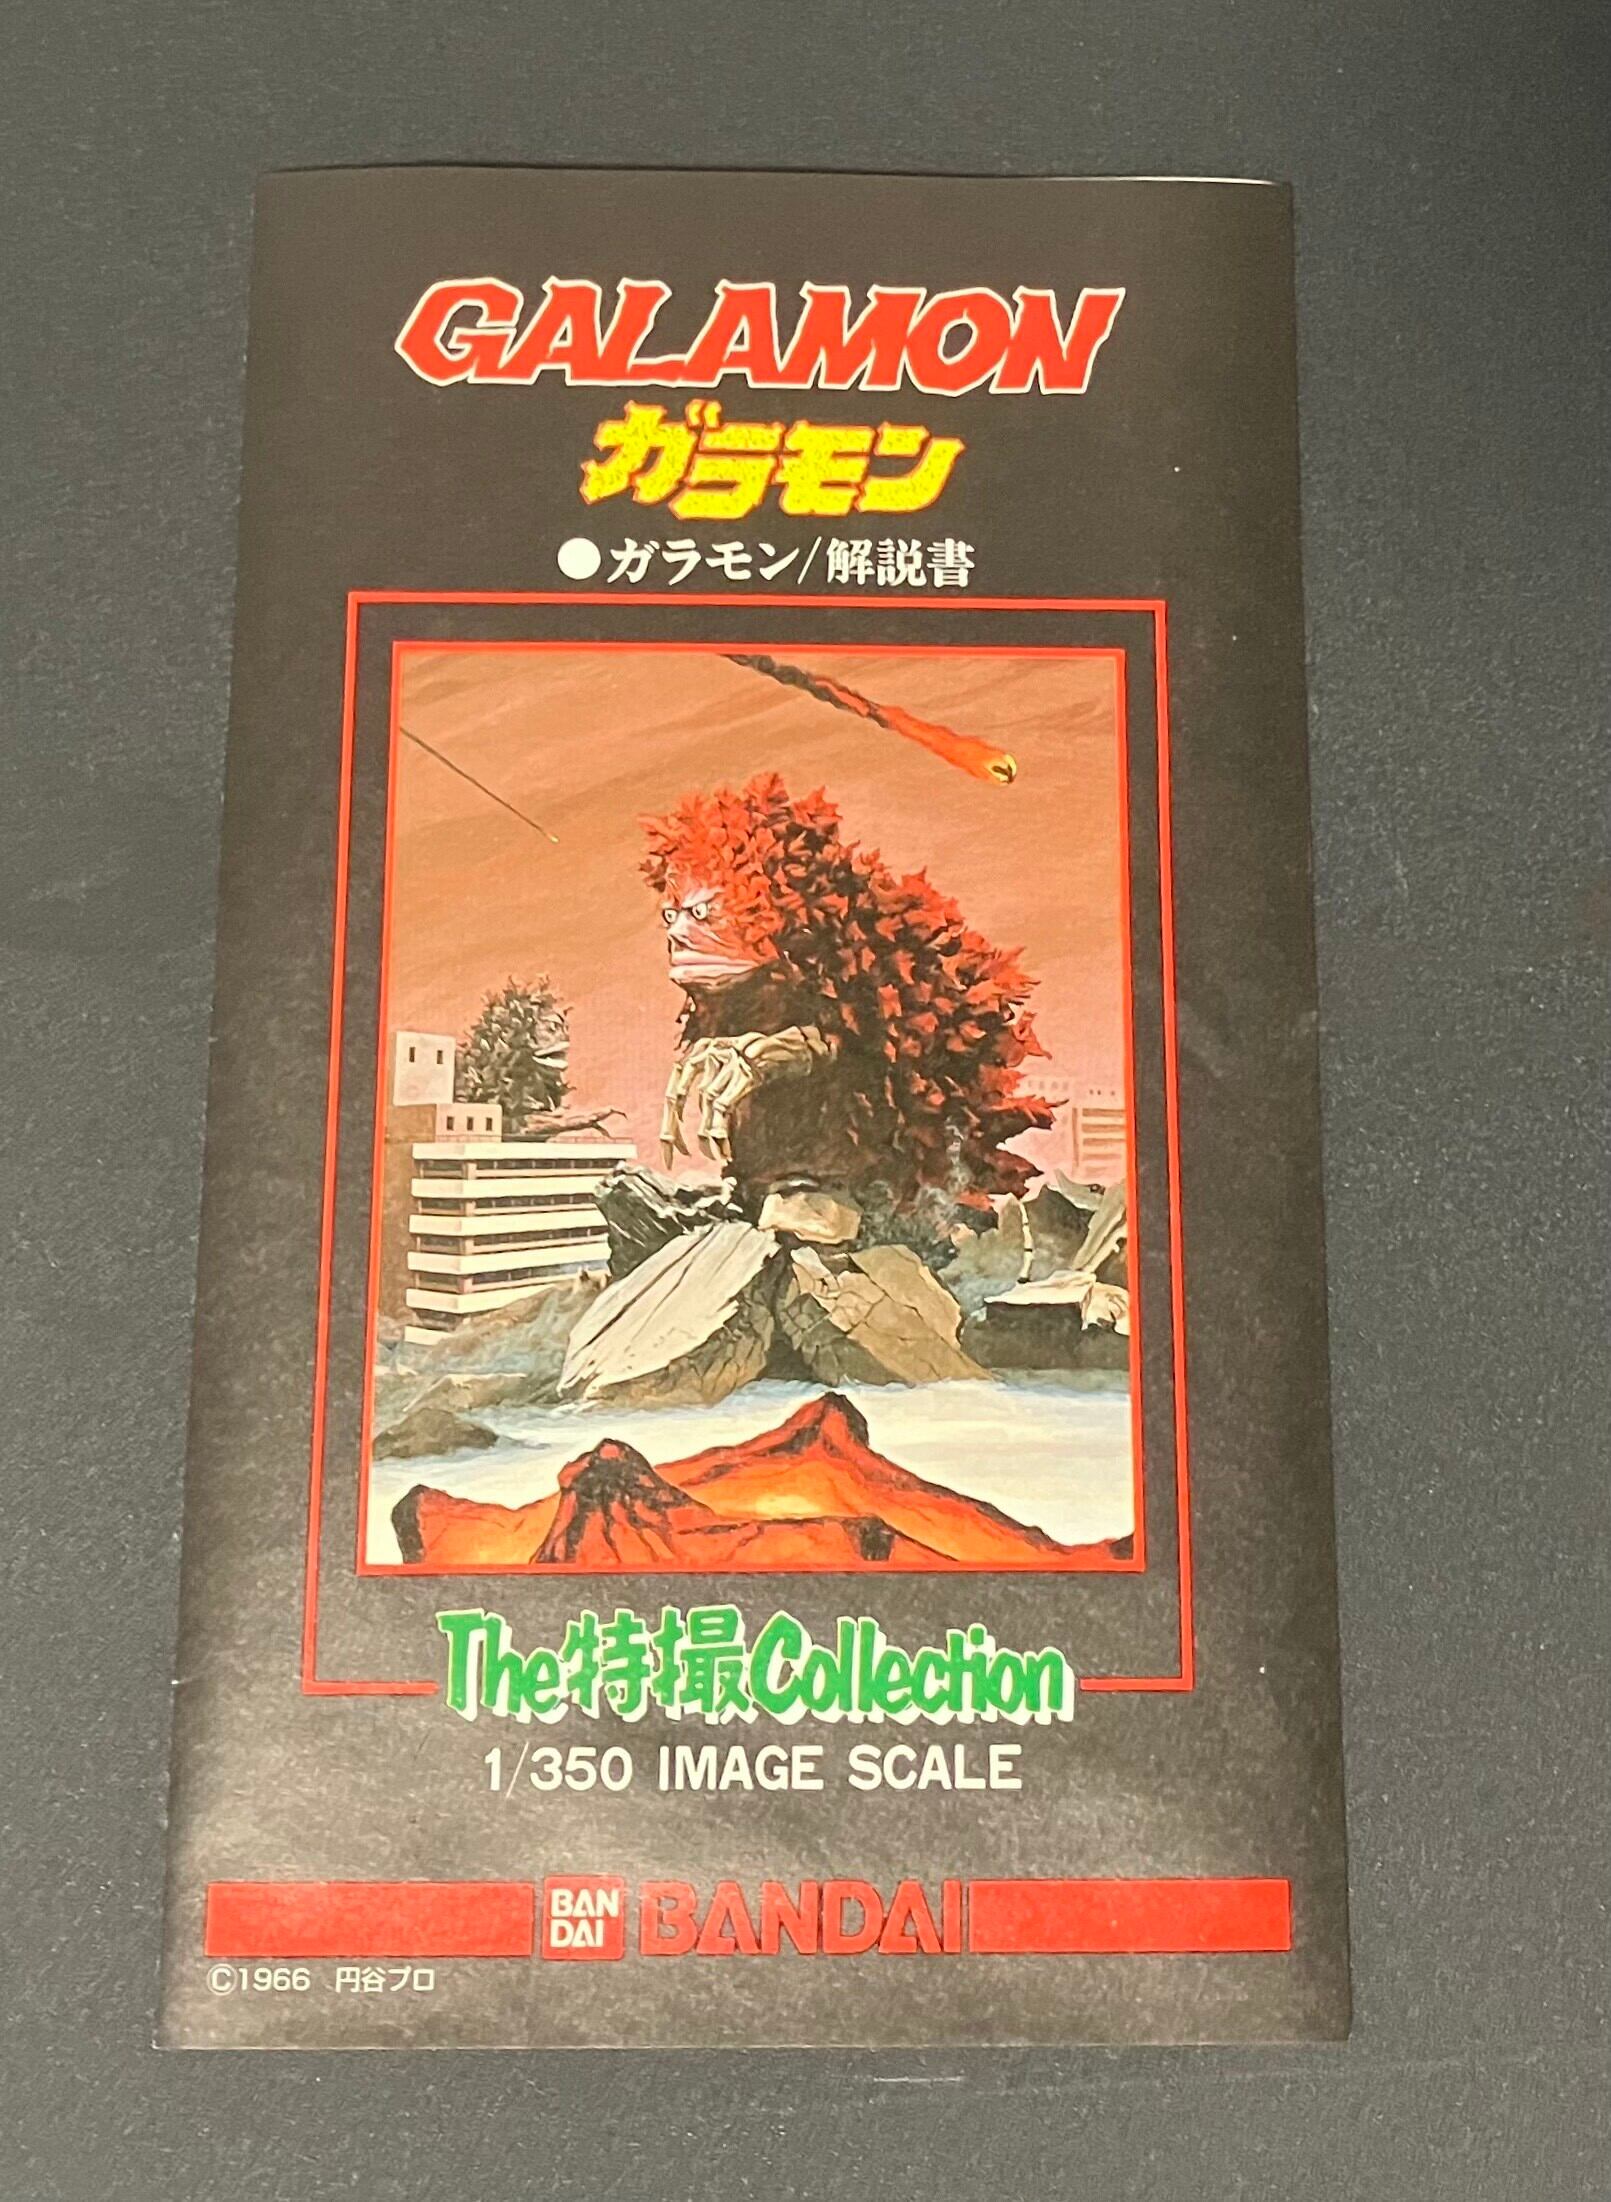 GALAMON
ガラモン
●ガラモン/解説書
The特撮Collection
1/350 IMAGE SCALE
BAN
DAI
BANDAI
©1966 円谷プロ